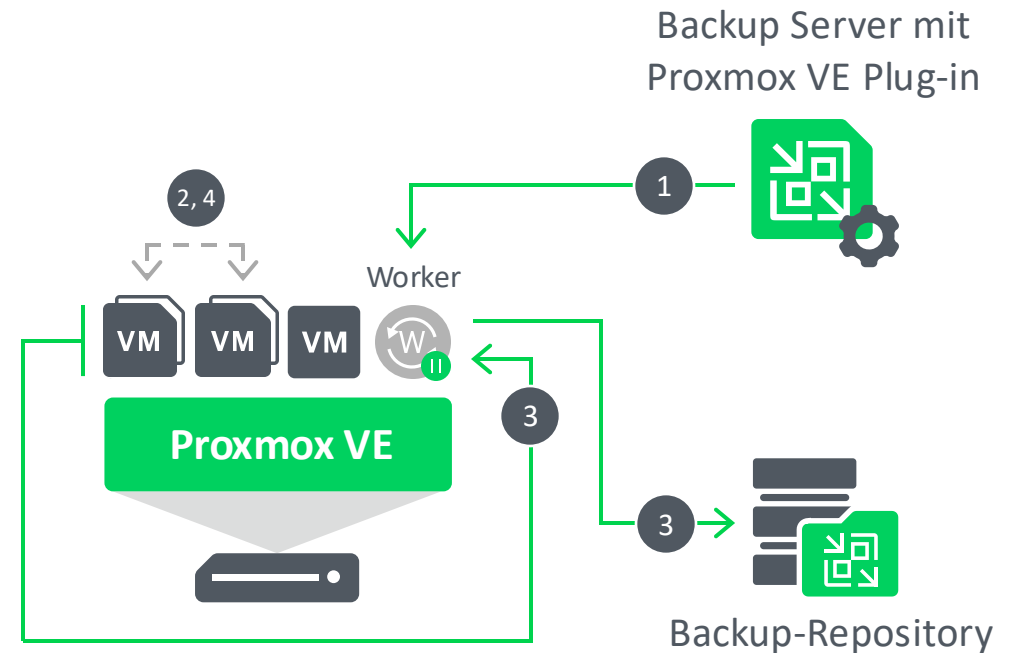 Backup Server mit
Proxmox VE Plug-in
1
2, 4
Worker
VM
VM
VM
W
3
Proxmox VE
3
Backup-Repository